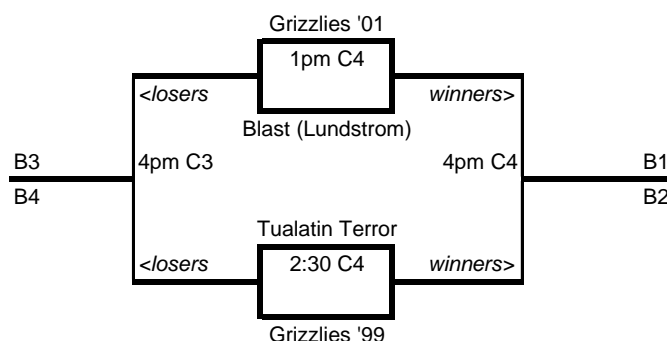 Grizzlies '01
1pm C4
<losers winners>
Blast (Lundstrom)
B3 4pm C3 4pm C4 B1
B4 B2
Tualatin Terror
<losers 2:30 C4 winners>
Grizzlies '99